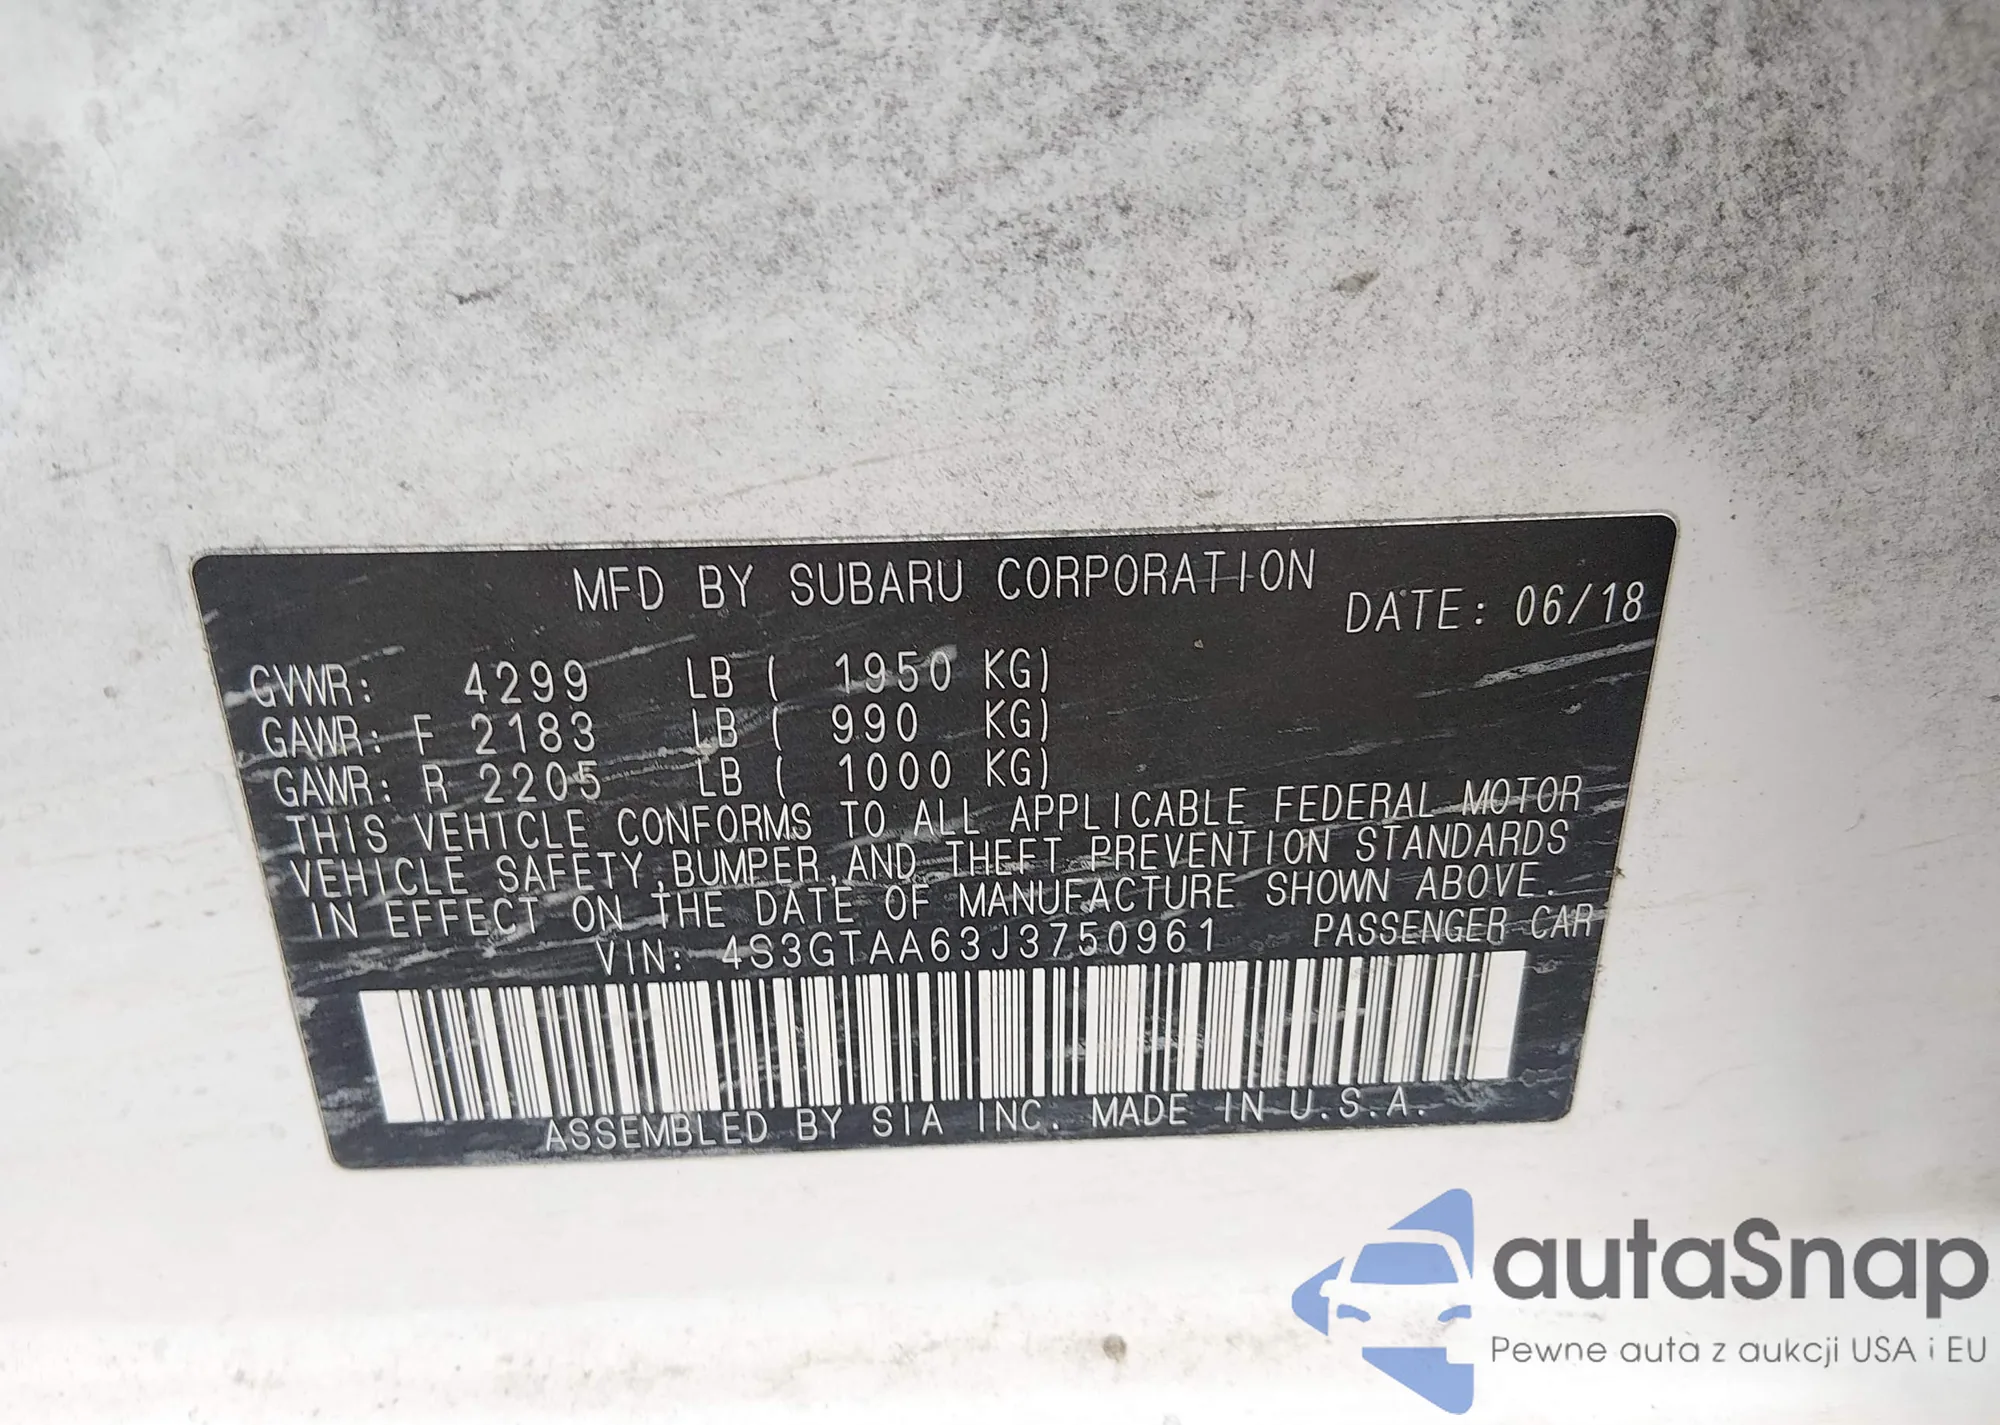 MFD BY SUBARU CORPORATION
DATE: 06/18
GVWR: 4299 LB ( 1950 KG)
GAWR: F 2183 LB ( 990 KG)
GAWR: R 2205 LB ( 1000 KG)
THIS VEHICLE CONFORMS TO ALL APPLICABLE FEDERAL MOTOR
VEHICLE SAFETY,BUMPER,AND THEFT PREVENTION STANDARDS
IN EFFECT ON THE DATE OF MANUFACTURE SHOWN ABOVE.
VIN: 4S3GTAA63J3750961 PASSENGER CAR
ASSEMBLED BY SIA INC. MADE IN U.S.A.
autaSnap
Pewne auta z aukcji USA i EU